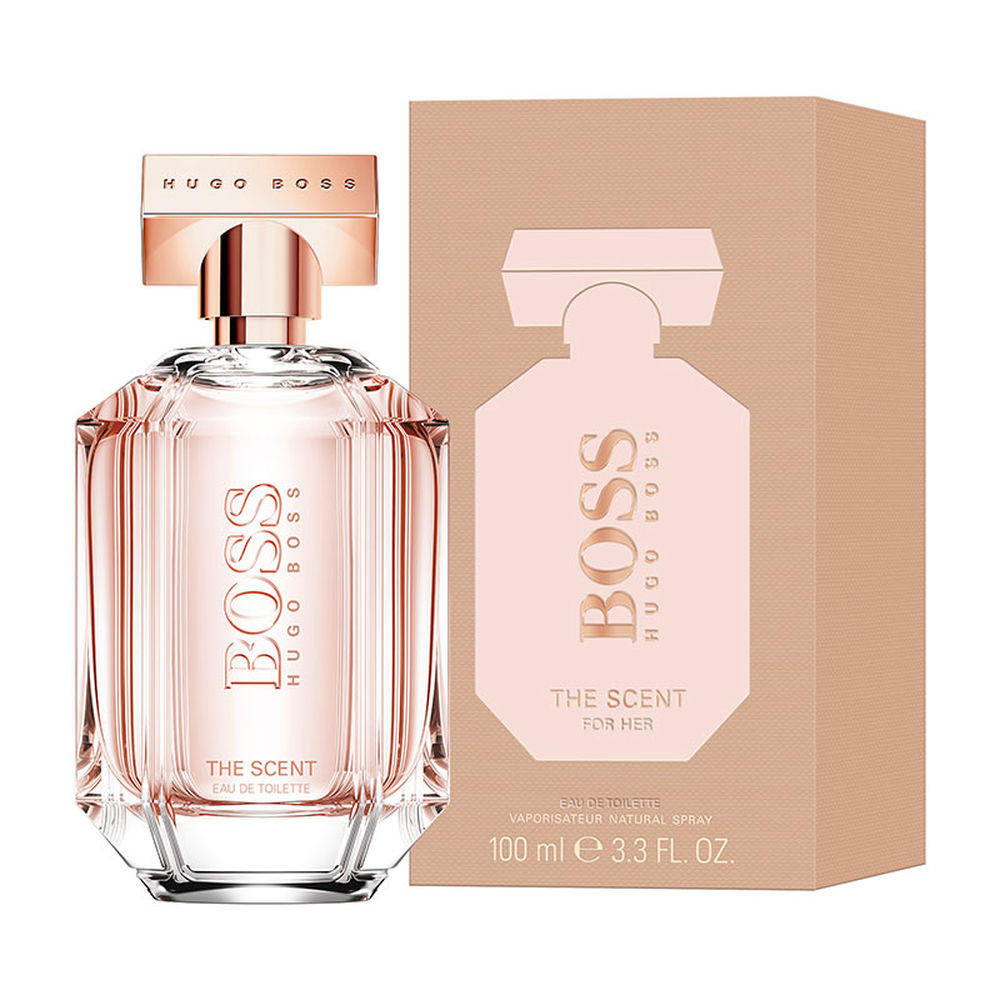 HUGO BOSS
BOSS
HUGO BOSS
THE SCENT
EAU DE TOILETTE
BOSS
HUGO BOSS
THE SCENT
FOR HER
EAU DE TOILETTE
VAPORISATEUR NATURAL SPRAY
100 ml ℮ 3.3 FL. OZ.